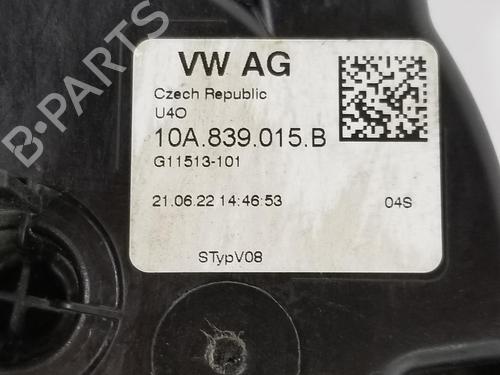 B-PARTS
VW AG
Czech Republic
U4O
10A.839.015.B
G11513-101
21.06.22 14:46:53 04S
STypV08